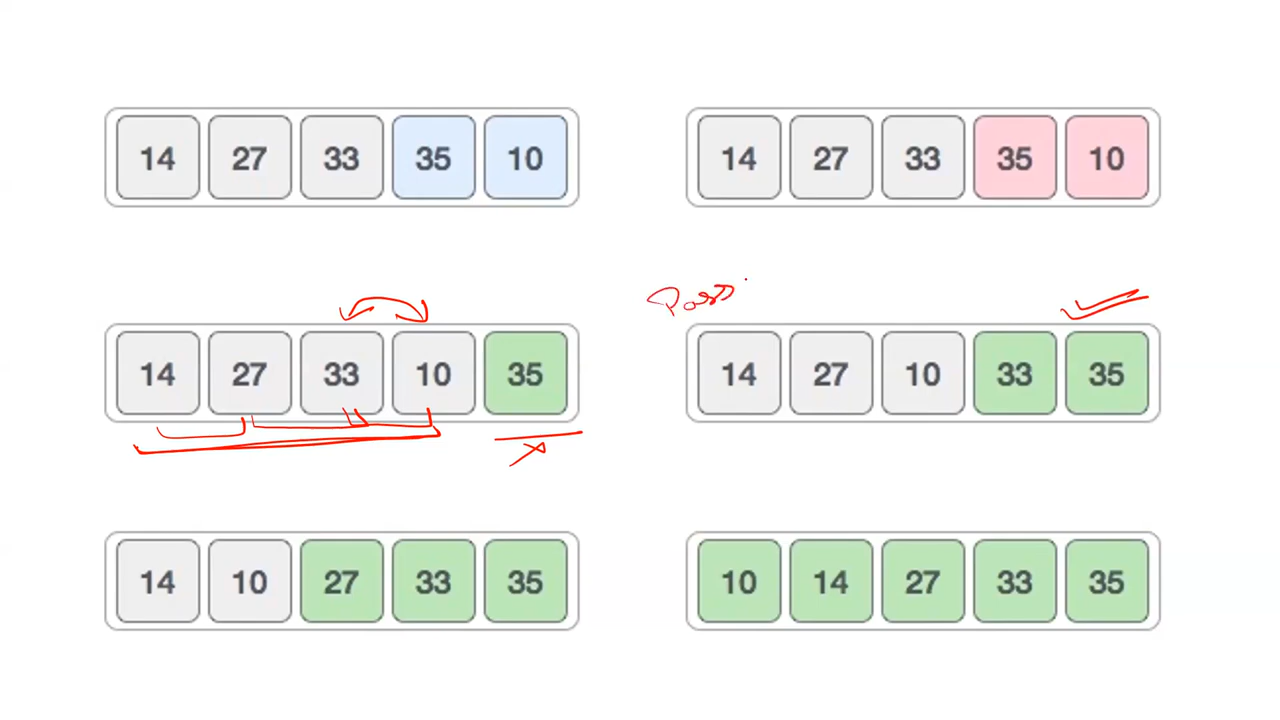 14 27 33 35 10
14 27 33 35 10
Pass
14 27 33 10 35
14 27 10 33 35
14 10 27 33 35
10 14 27 33 35